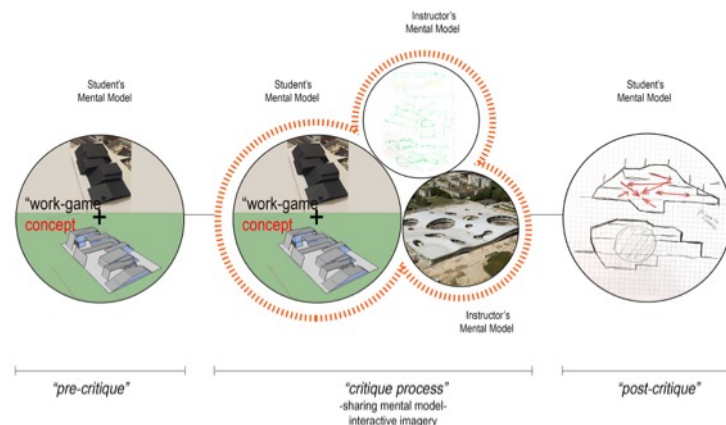 Instructor's
Mental Model
Student's
Mental Model
Student's
Mental Model
Student's
Mental Model
"work-game"
+
concept
"work-game"
+
concept
Instructor's
Mental Model
"pre-critique"
"critique process"
-sharing mental model-
interactive imagery
"post-critique"